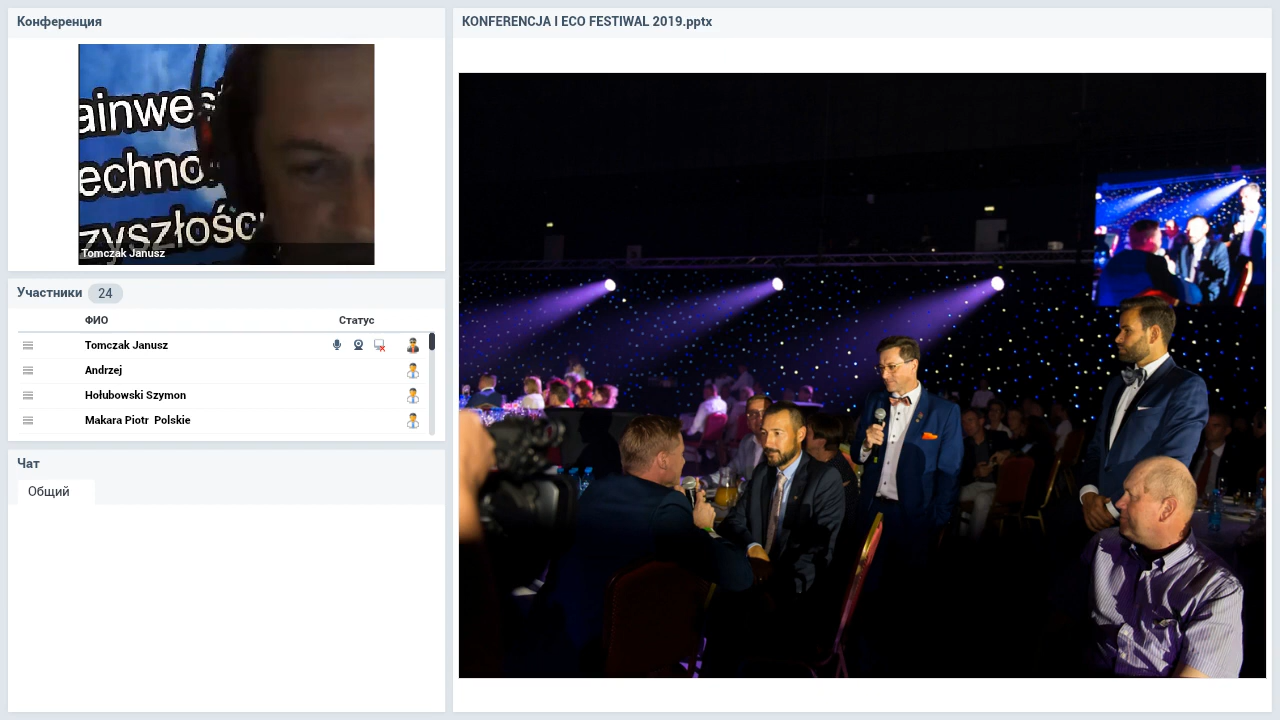 Конференция
ainwes
echno
zyszłośc
Tomczak Janusz
Участники 24
ФИО Статус
Tomczak Janusz
Andrzej
Hołubowski Szymon
Makara Piotr Polskie
Чат
Общий
KONFERENCJA I ECO FESTIWAL 2019.pptx